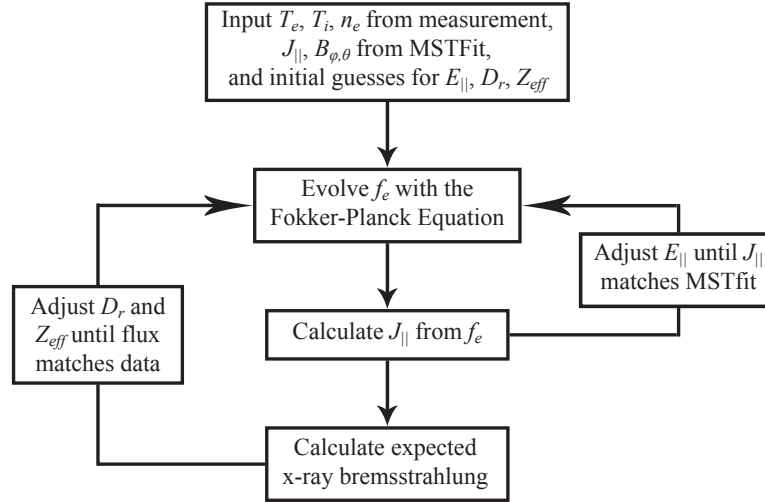 Input T_e, T_i, n_e from measurement,
J_||, B_φ,θ from MSTFit,
and initial guesses for E_||, D_r, Z_eff
Evolve f_e with the
Fokker-Planck Equation
Adjust E_|| until J_||
matches MSTfit
Adjust D_r and
Z_eff until flux
matches data
Calculate J_|| from f_e
Calculate expected
x-ray bremsstrahlung